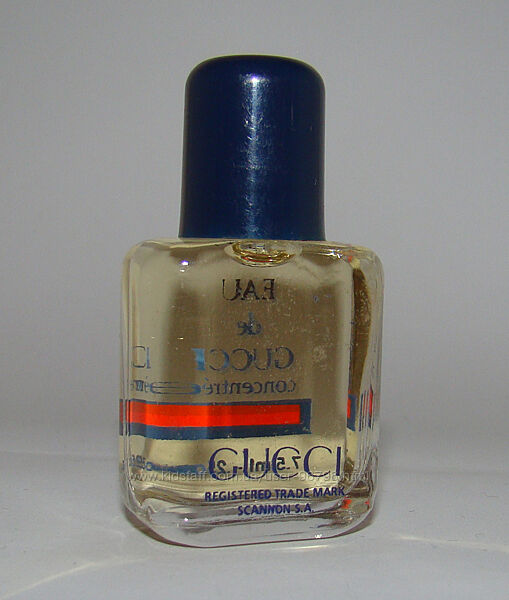 EAU
de
GUCCI
concentrée
GUCCI
REGISTERED TRADE MARK
SCANNON S.A.